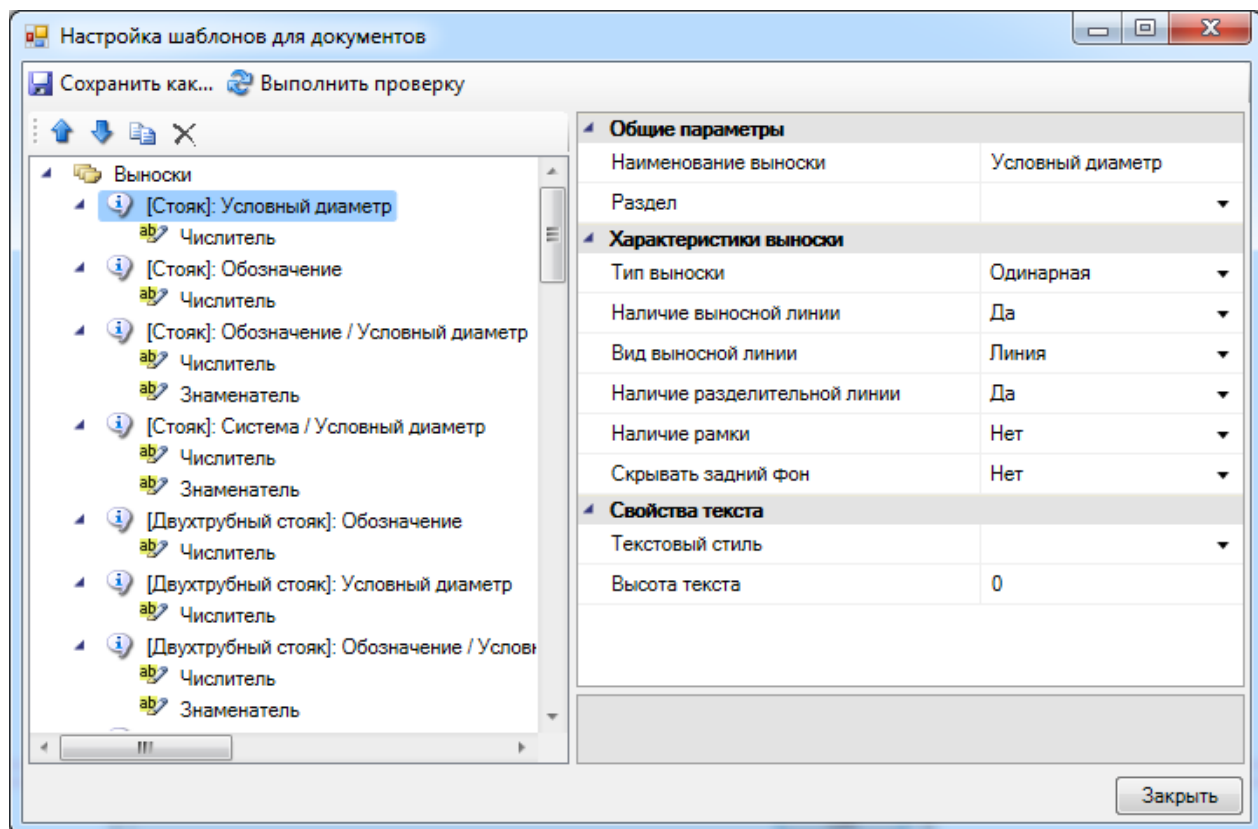 Настройка шаблонов для документов
Сохранить как... Выполнить проверку
Выноски
[Стояк]: Условный диаметр
Числитель
[Стояк]: Обозначение
Числитель
[Стояк]: Обозначение / Условный диаметр
Числитель
Знаменатель
[Стояк]: Система / Условный диаметр
Числитель
Знаменатель
[Двухтрубный стояк]: Обозначение
Числитель
[Двухтрубный стояк]: Условный диаметр
Числитель
[Двухтрубный стояк]: Обозначение / Условн
Числитель
Знаменатель
Общие параметры
Наименование выноски Условный диаметр
Раздел
Характеристики выноски
Тип выноски Одинарная
Наличие выносной линии Да
Вид выносной линии Линия
Наличие разделительной линии Да
Наличие рамки Нет
Скрывать задний фон Нет
Свойства текста
Текстовый стиль
Высота текста 0
Закрыть